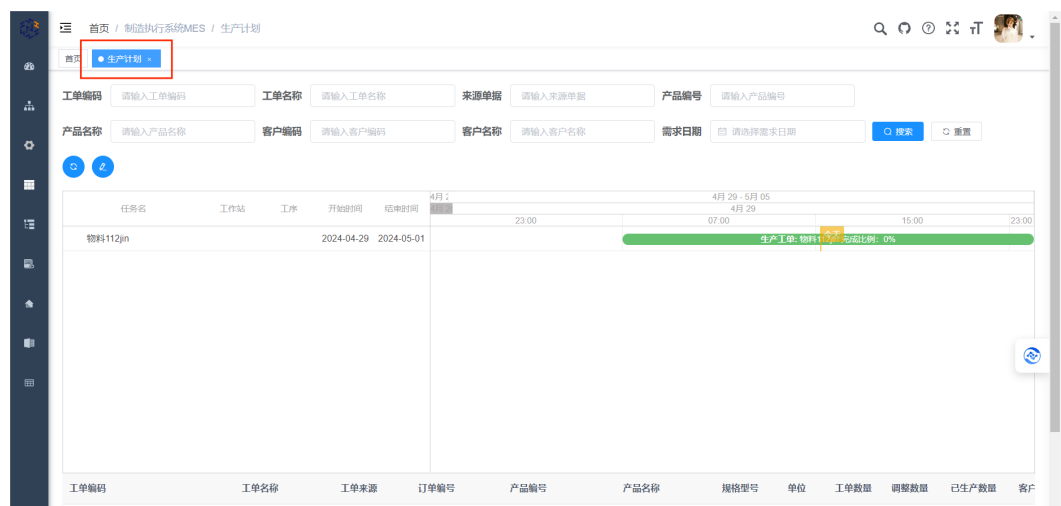 首页 / 制造执行系统MES / 生产计划
首页 生产计划 ×
工单编码 请输入工单编码 工单名称 请输入工单名称 来源单据 请输入来源单据 产品编号 请输入产品编号
产品名称 请输入产品名称 客户编码 请输入客户编码 客户名称 请输入客户名称 需求日期 请选择需求日期 搜索 重置
4月 29 - 5月 05
任务名 工作站 工序 开始时间 结束时间 4月 29
23:00 07:00 15:00 23:00
物料112jin 2024-04-29 2024-05-01 生产工单: 物料112jin完成比例: 0%
今天
工单编码 工单名称 工单来源 订单编号 产品编号 产品名称 规格型号 单位 工单数量 调整数量 已生产数量 客户